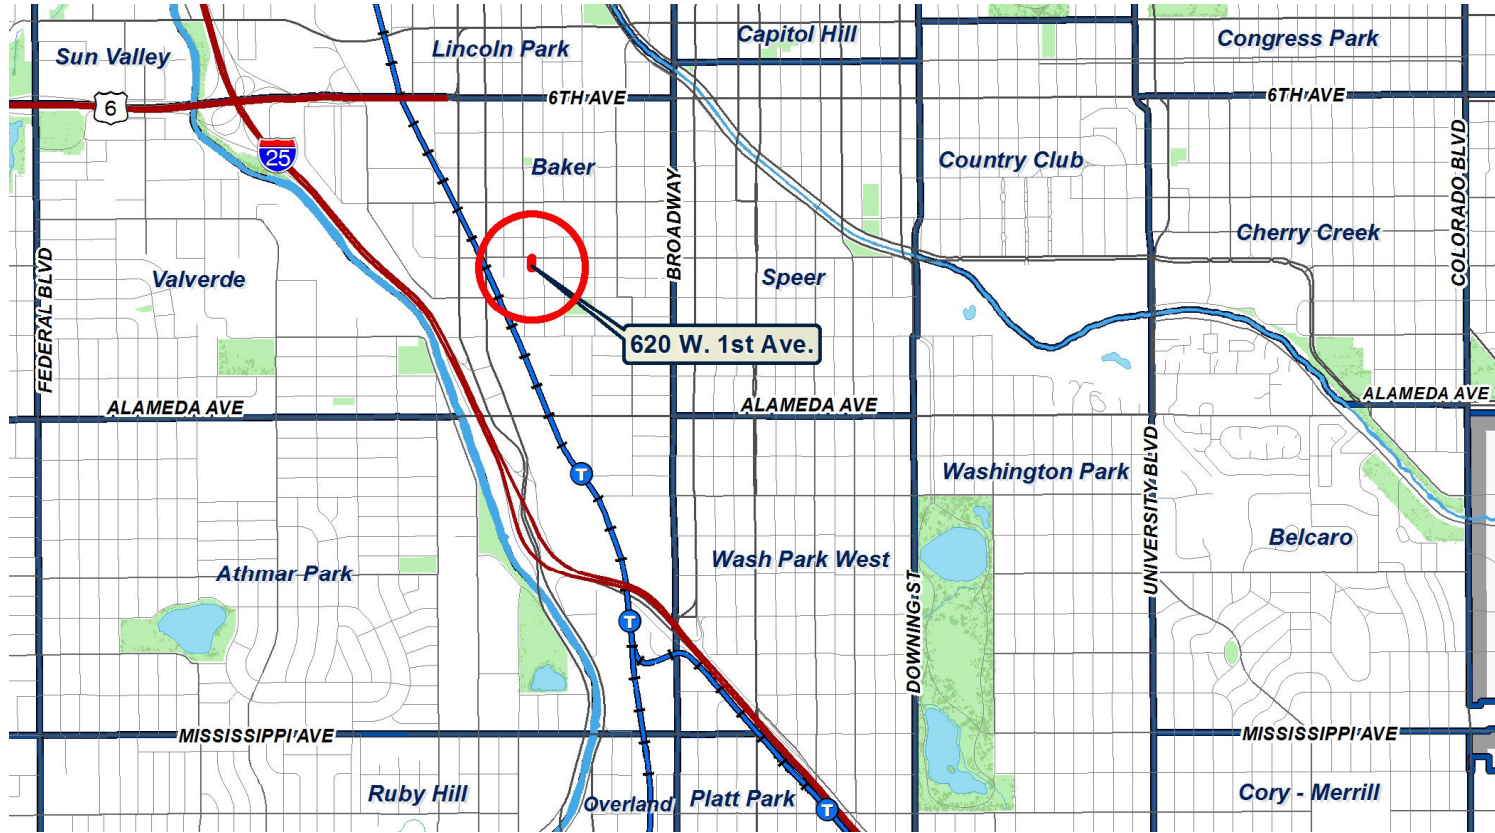 Lincoln Park
Capitol Hill
Congress Park
Sun Valley
6TH AVE
6TH AVE
6
25
Baker
Country Club
COLORADO BLVD
BROADWAY
Cherry Creek
Valverde
Speer
FEDERAL BLVD
620 W. 1st Ave.
ALAMEDA AVE
ALAMEDA AVE
ALAMEDA AVE
T
Washington Park
UNIVERSITY BLVD
Belcaro
Wash Park West
Athmar Park
T
DOWNING ST
MISSISSIPPI AVE
MISSISSIPPI AVE
Ruby Hill
Overland
Platt Park
T
Cory - Merrill